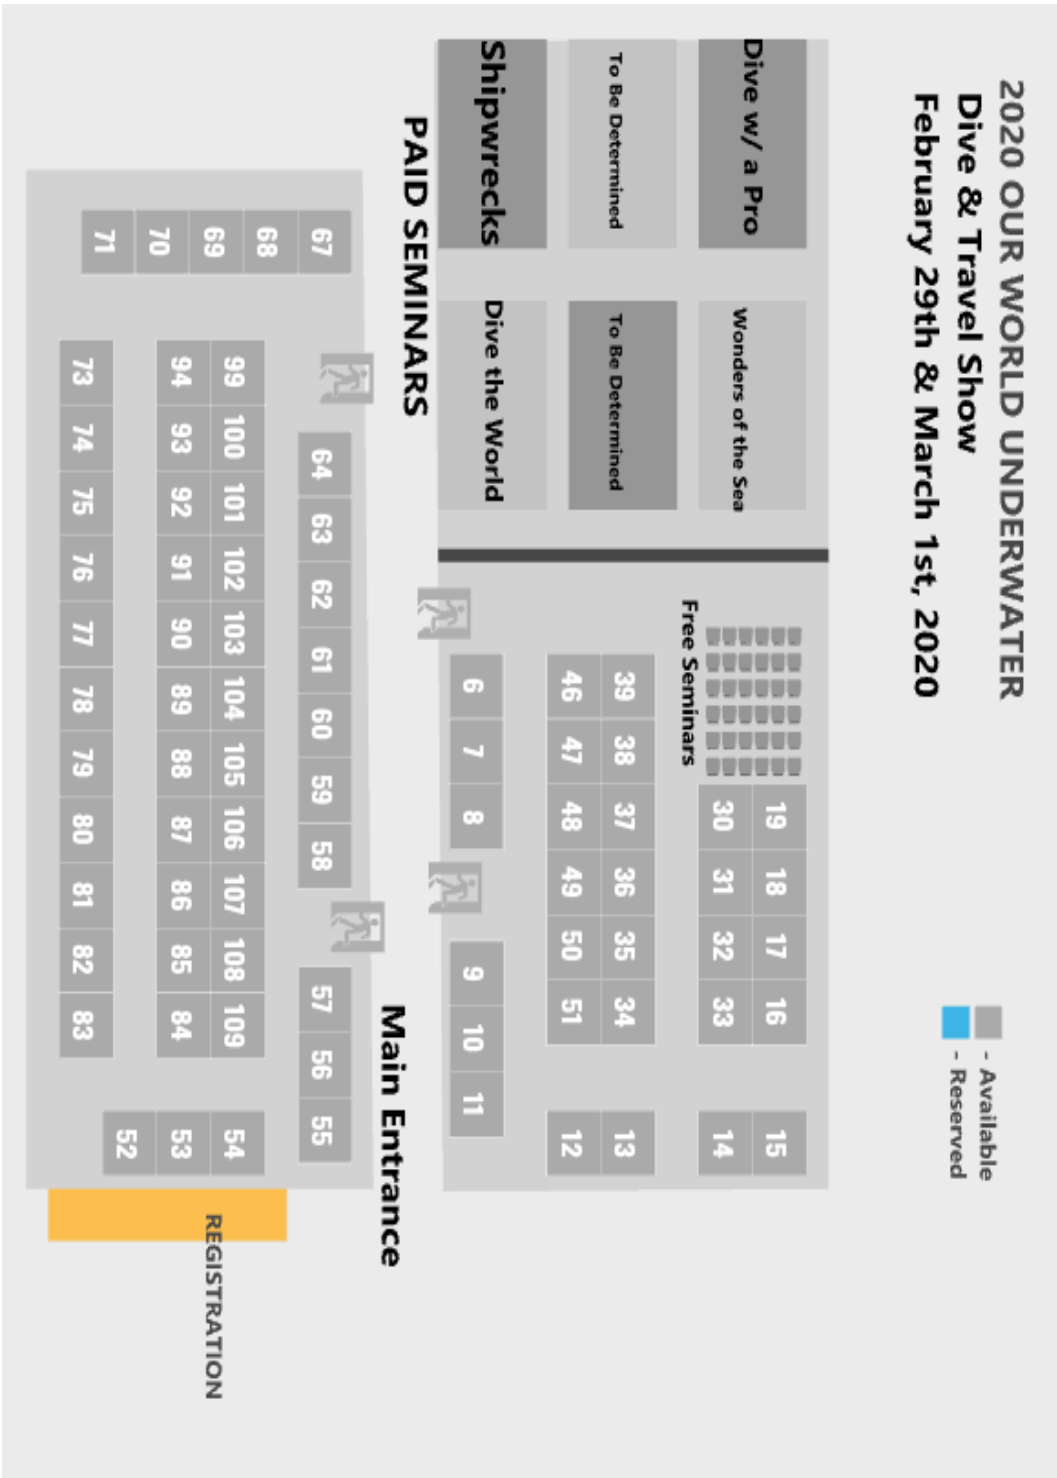 2020 OUR WORLD UNDERWATER
Dive & Travel Show
February 29th & March 1st, 2020
- Available
- Reserved
Dive w/ a Pro
Wonders of the Sea
19 18 17 16 15
30 31 32 33 14
Free Seminars
To Be Determined
To Be Determined
39 38 37 36 35 34 13
46 47 48 49 50 51 12
Shipwrecks
Dive the World
6 7 8 9 10 11
PAID SEMINARS
Main Entrance
67
68
69
70
71
64 63 62 61 60 59 58 57 56 55
99 100 101 102 103 104 105 106 107 108 109 54
94 93 92 91 90 89 88 87 86 85 84 53
52
73 74 75 76 77 78 79 80 81 82 83
REGISTRATION